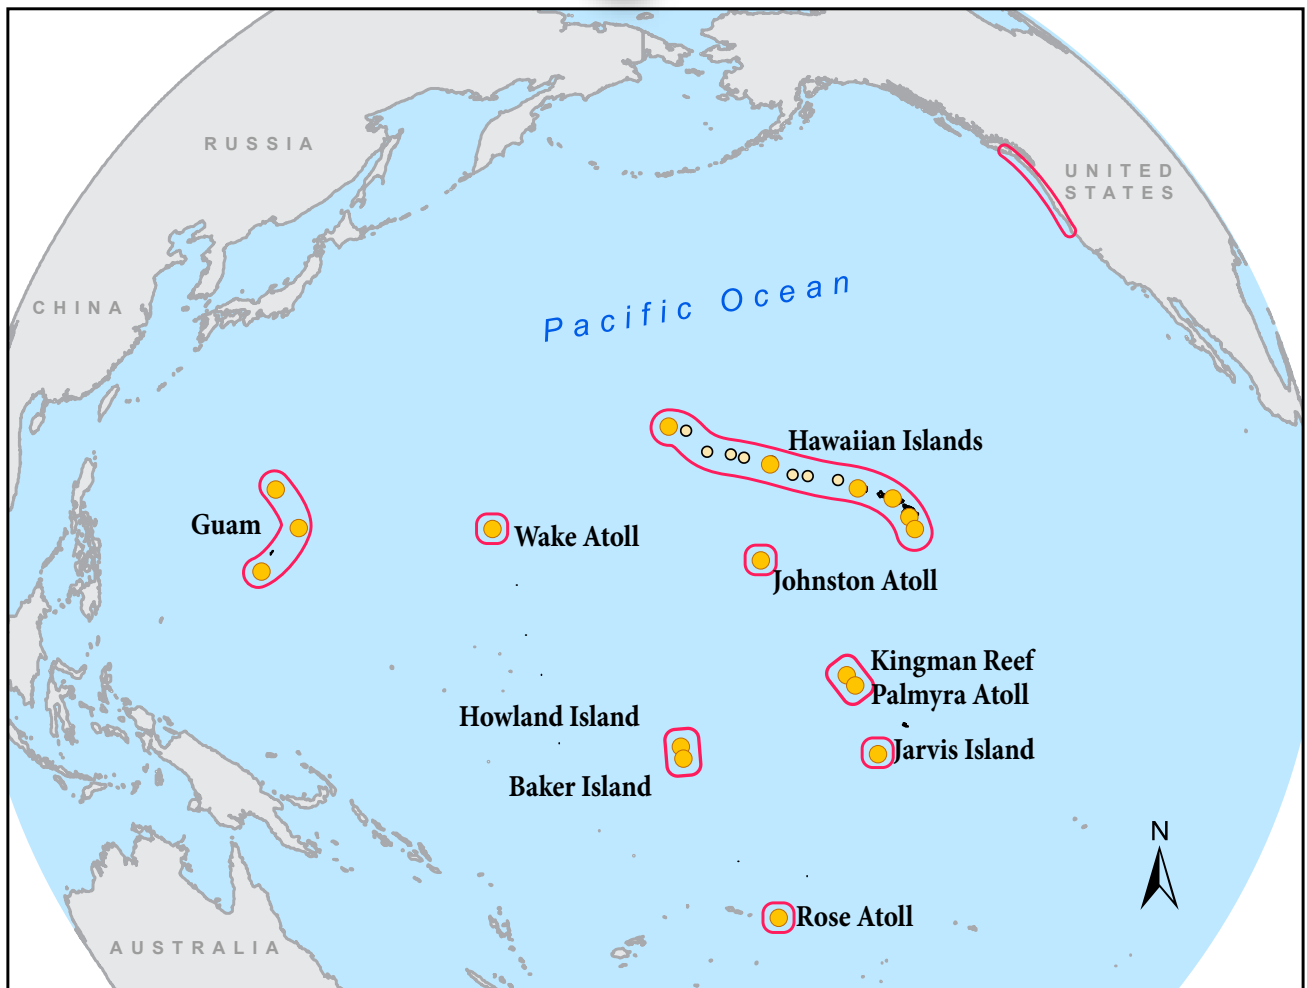 RUSSIA
UNITED
STATES
CHINA
Pacific Ocean
Hawaiian Islands
Guam
Wake Atoll
Johnston Atoll
Kingman Reef
Palmyra Atoll
Howland Island
Jarvis Island
Baker Island
N
Rose Atoll
AUSTRALIA